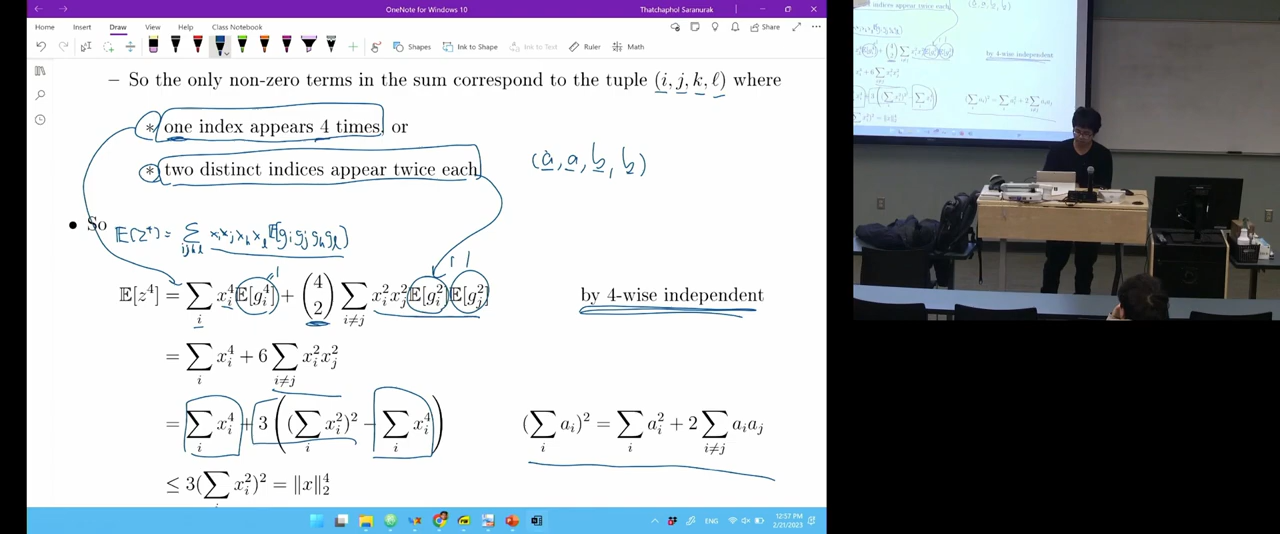 OneNote for Windows 10
Thatchaphol Saranurak
Home Insert Draw View Help Class Notebook
Share
Shapes Ink to Shape Ink to Text Ruler Math
– So the only non-zero terms in the sum correspond to the tuple (i, j, k, ℓ) where
* one index appears 4 times, or
* two distinct indices appear twice each
(a, a, b, b)
• So
E(z⁴) = Σ_{ijkl} x_i x_j x_k x_l E[g_i g_j g_k g_l]
E[z⁴] = Σ_i x_i⁴ E[g_i⁴] + (4 2) Σ_{i≠j} x_i² x_j² E[g_i²] E[g_j²] by 4-wise independent
= Σ_i x_i⁴ + 6 Σ_{i≠j} x_i² x_j²
= Σ_i x_i⁴ + 3 ( (Σ_i x_i²)² − Σ_i x_i⁴ ) (Σ_i a_i)² = Σ_i a_i² + 2 Σ_{i≠j} a_i a_j
≤ 3(Σ_i x_i²)² = ‖x‖₂⁴
ENG
12:57 PM
2/21/2023